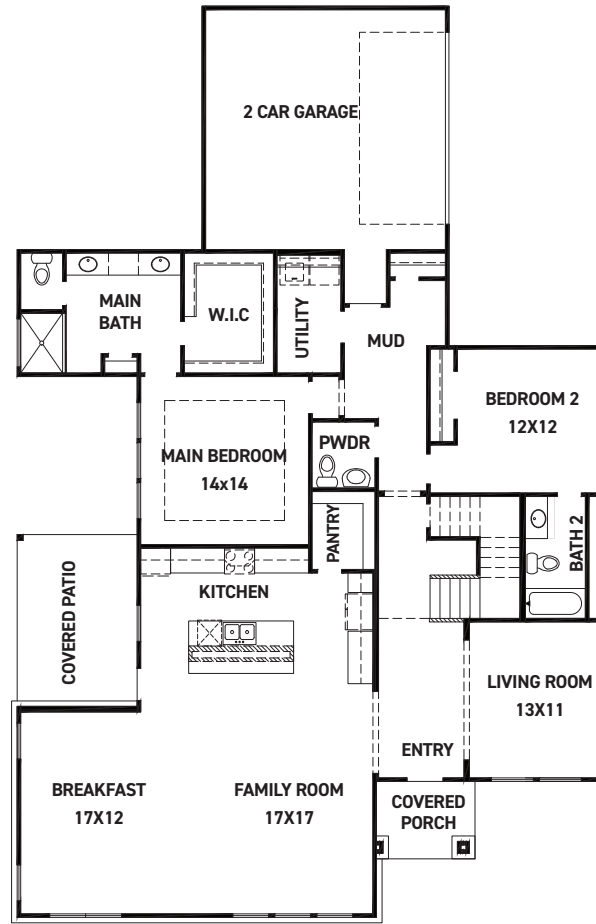 2 CAR GARAGE
MAIN
BATH
W.I.C
UTILITY
MUD
BEDROOM 2
12X12
MAIN BEDROOM
14x14
PWDR
PANTRY
BATH 2
COVERED PATIO
KITCHEN
LIVING ROOM
13X11
ENTRY
BREAKFAST
17X12
FAMILY ROOM
17X17
COVERED
PORCH